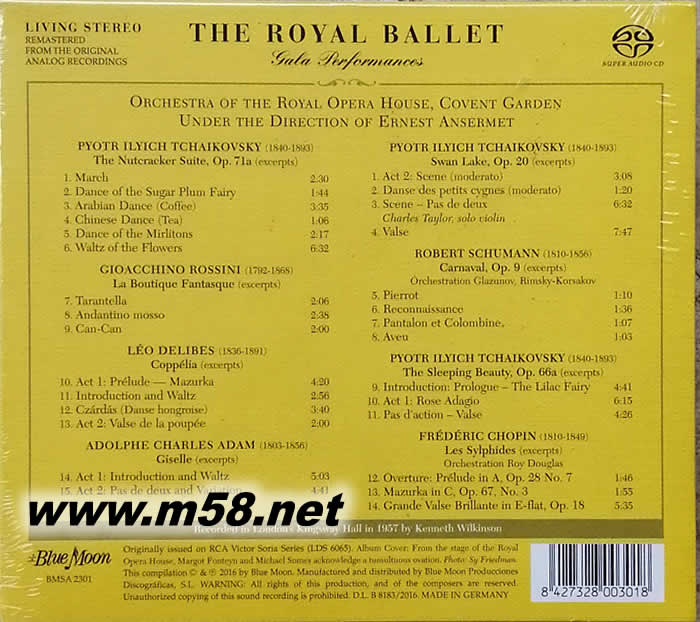 LIVING STEREO
REMASTERED
FROM THE ORIGINAL
ANALOG RECORDINGS
THE ROYAL BALLET
Gala Performances
SUPER AUDIO CD
ORCHESTRA OF THE ROYAL OPERA HOUSE, COVENT GARDEN
UNDER THE DIRECTION OF ERNEST ANSERMET
PYOTR ILYICH TCHAIKOVSKY (1840-1893)
The Nutcracker Suite, Op. 71a (excerpts)
1. March 2:30
2. Dance of the Sugar Plum Fairy 1:44
3. Arabian Dance (Coffee) 3:35
4. Chinese Dance (Tea) 1:06
5. Dance of the Mirlitons 2:17
6. Waltz of the Flowers 6:32
GIOACCHINO ROSSINI (1792-1868)
La Boutique Fantasque (excerpts)
7. Tarantella 2:06
8. Andantino mosso 2:38
9. Can-Can 2:00
LÉO DELIBES (1836-1891)
Coppélia (excerpts)
10. Act 1: Prélude — Mazurka 4:20
11. Introduction and Waltz 2:56
12. Czárdás (Danse hongroise) 3:40
13. Act 2: Valse de la poupée 2:00
ADOLPHE CHARLES ADAM (1803-1856)
Giselle (excerpts)
14. Act 1: Introduction and Waltz 5:03
15. Act 2: Pas de deux and Variation 4:41
PYOTR ILYICH TCHAIKOVSKY (1840-1893)
Swan Lake, Op. 20 (excerpts)
1. Act 2: Scene (moderato) 3:08
2. Danse des petits cygnes (moderato) 1:20
3. Scene – Pas de deux 6:32
Charles Taylor, solo violin
4. Valse 7:47
ROBERT SCHUMANN (1810-1856)
Carnaval, Op. 9 (excerpts)
Orchestration Glazunov, Rimsky-Korsakov
5. Pierrot 1:10
6. Reconnaissance 1:36
7. Pantalon et Colombine, 1:07
8. Aveu 1:03
PYOTR ILYICH TCHAIKOVSKY (1840-1893)
The Sleeping Beauty, Op. 66a (excerpts)
9. Introduction: Prologue – The Lilac Fairy 4:41
10. Act 1: Rose Adagio 6:15
11. Pas d'action – Valse 4:26
FRÉDÉRIC CHOPIN (1810-1849)
Les Sylphides (excerpts)
Orchestration Roy Douglas
12. Overture: Prélude in A, Op. 28 No. 7 1:46
13. Mazurka in C, Op. 67, No. 3 1:55
14. Grande Valse Brillante in E-flat, Op. 18 5:35
www.m58.net
Recorded in London's Kingsway Hall in 1957 by Kenneth Wilkinson
Blue Moon
BMSA 2301
Originally issued on RCA Victor Soria Series (LDS 6065). Album Cover: From the stage of the Royal
Opera House, Margot Fonteyn and Michael Somes acknowledge a tumultuous ovation. Photo: Sy Friedman.
This compilation © & ℗ 2016 by Blue Moon. Manufactured and distributed by Blue Moon Producciones
Discográficas, S.L. WARNING: All rights of this production, and of the composers are reserved.
Unauthorized copying of this sound recording is prohibited. D.L. B 8183/2016. MADE IN GERMANY
8 427328 003018